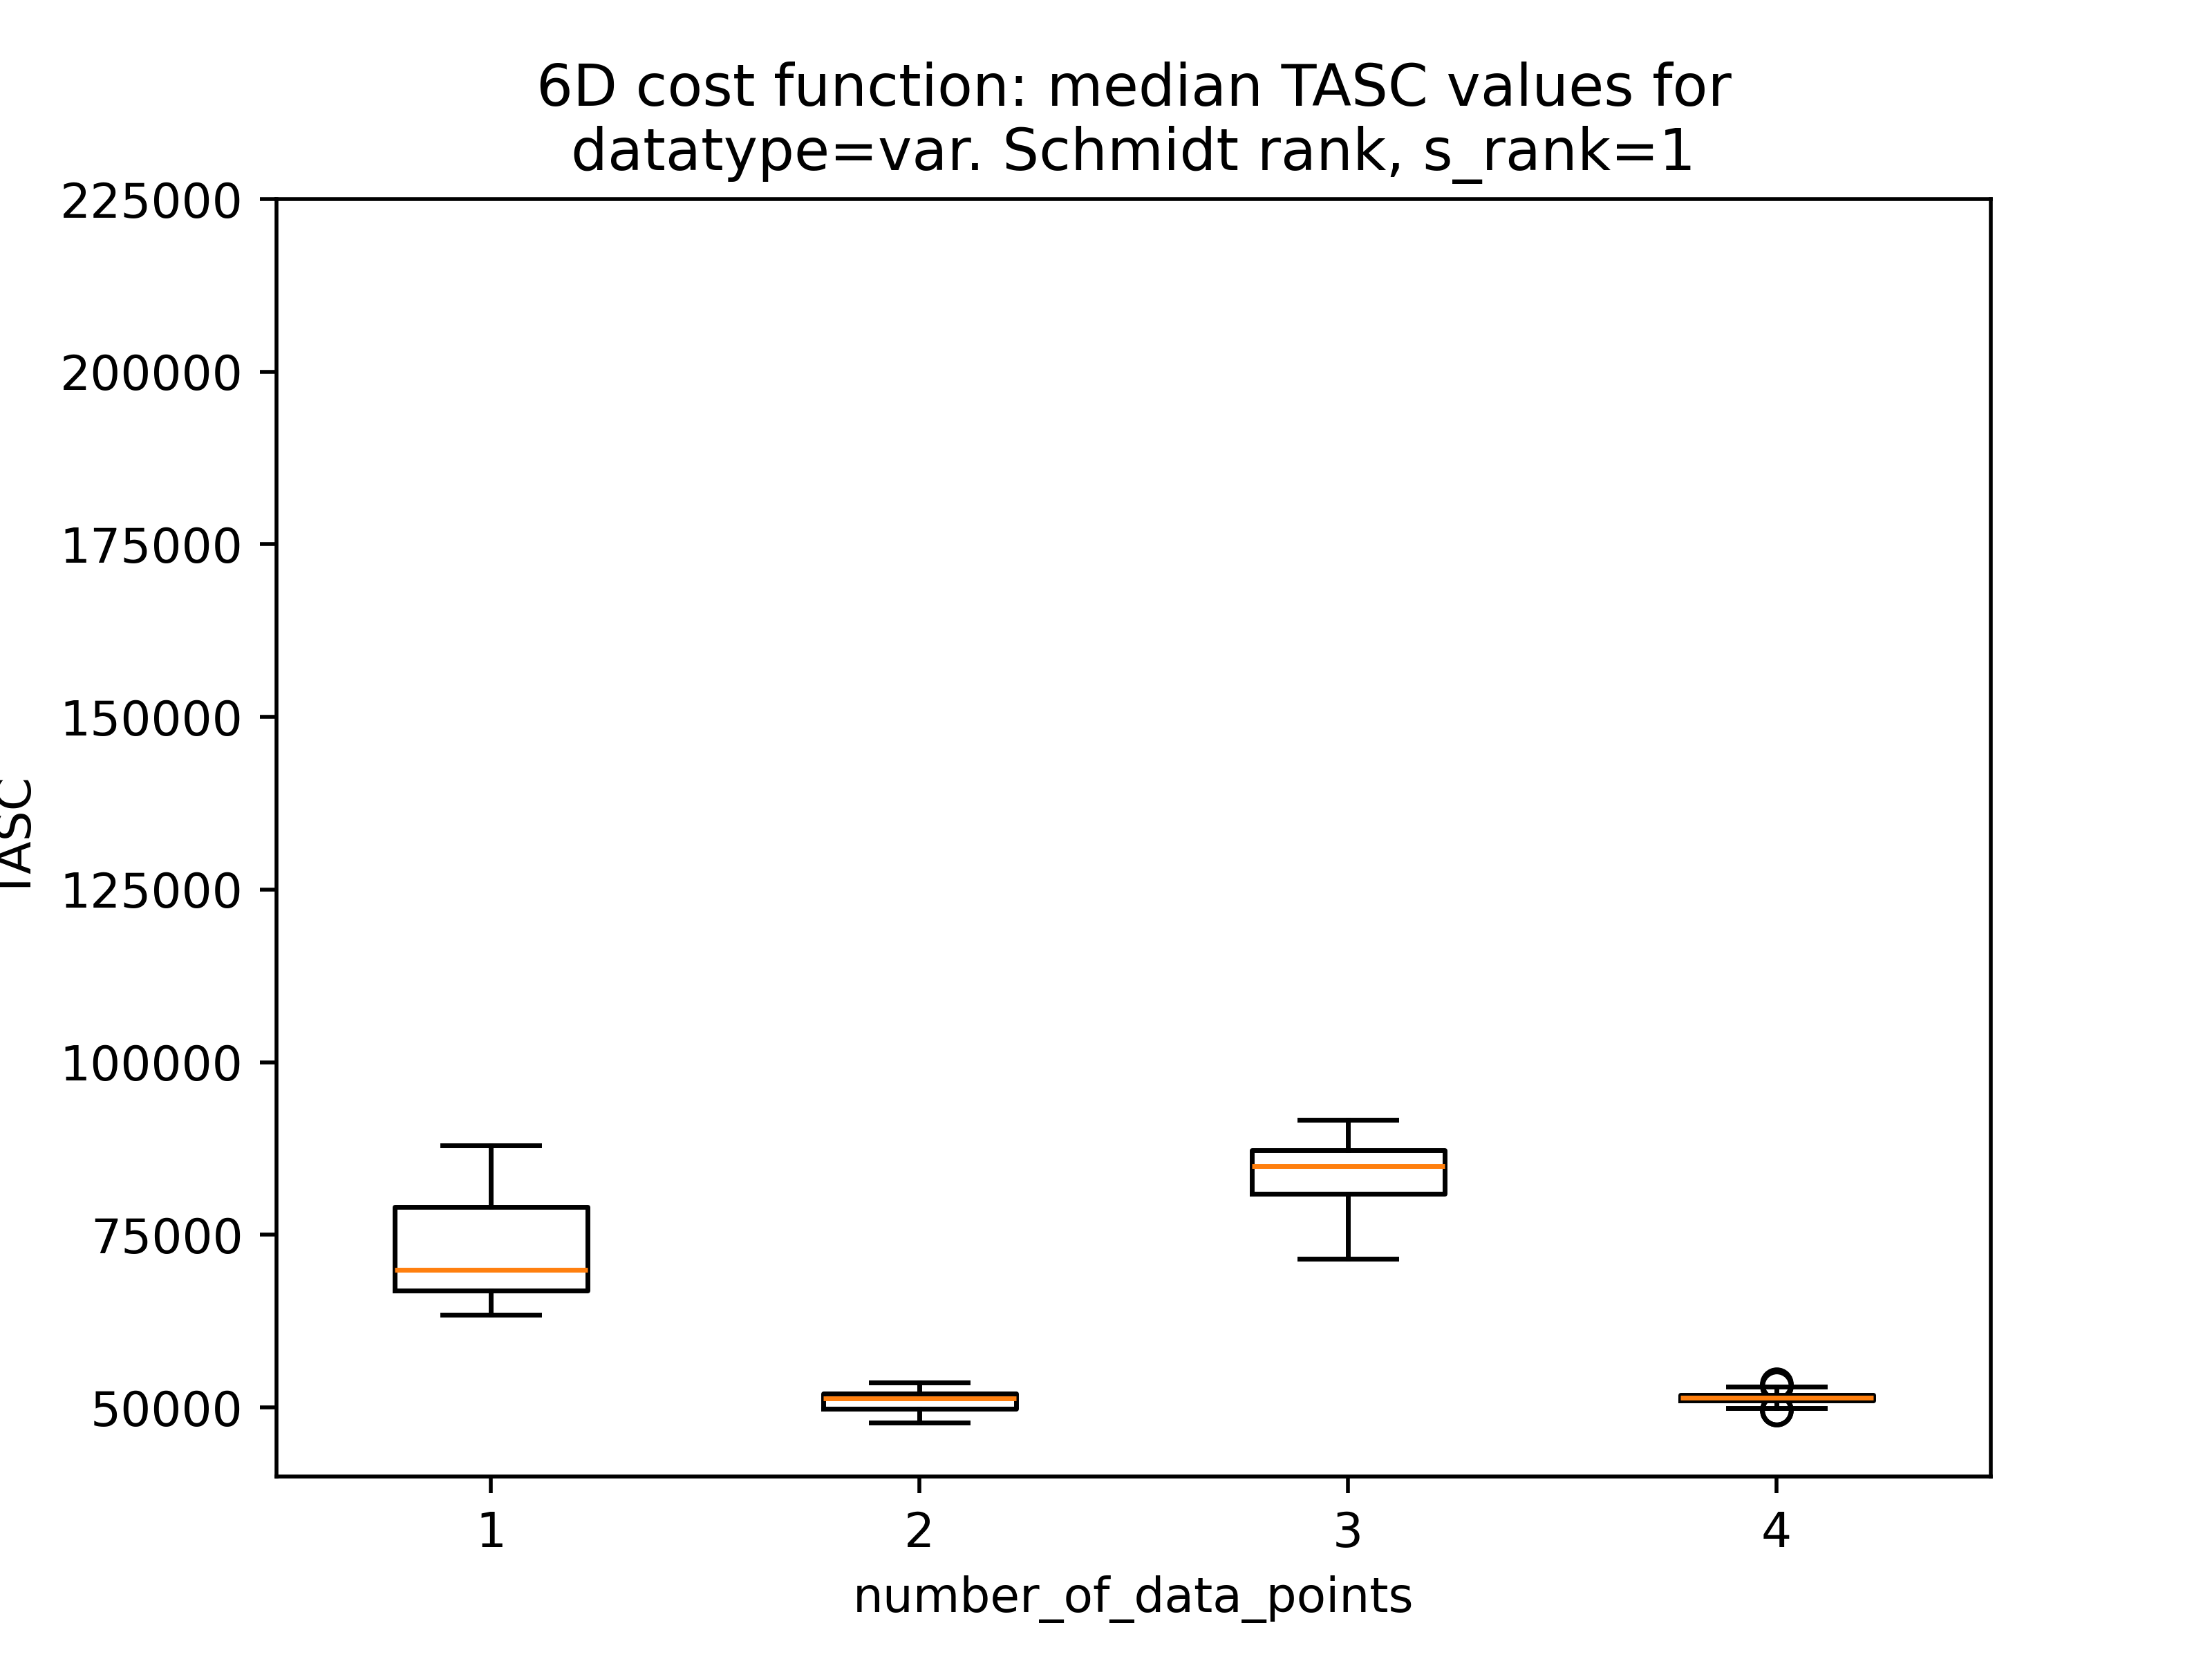 6D cost function: median TASC values for
datatype=var. Schmidt rank, s_rank=1
225000
200000
175000
150000
125000
100000
75000
50000
TASC
1 2 3 4
number_of_data_points